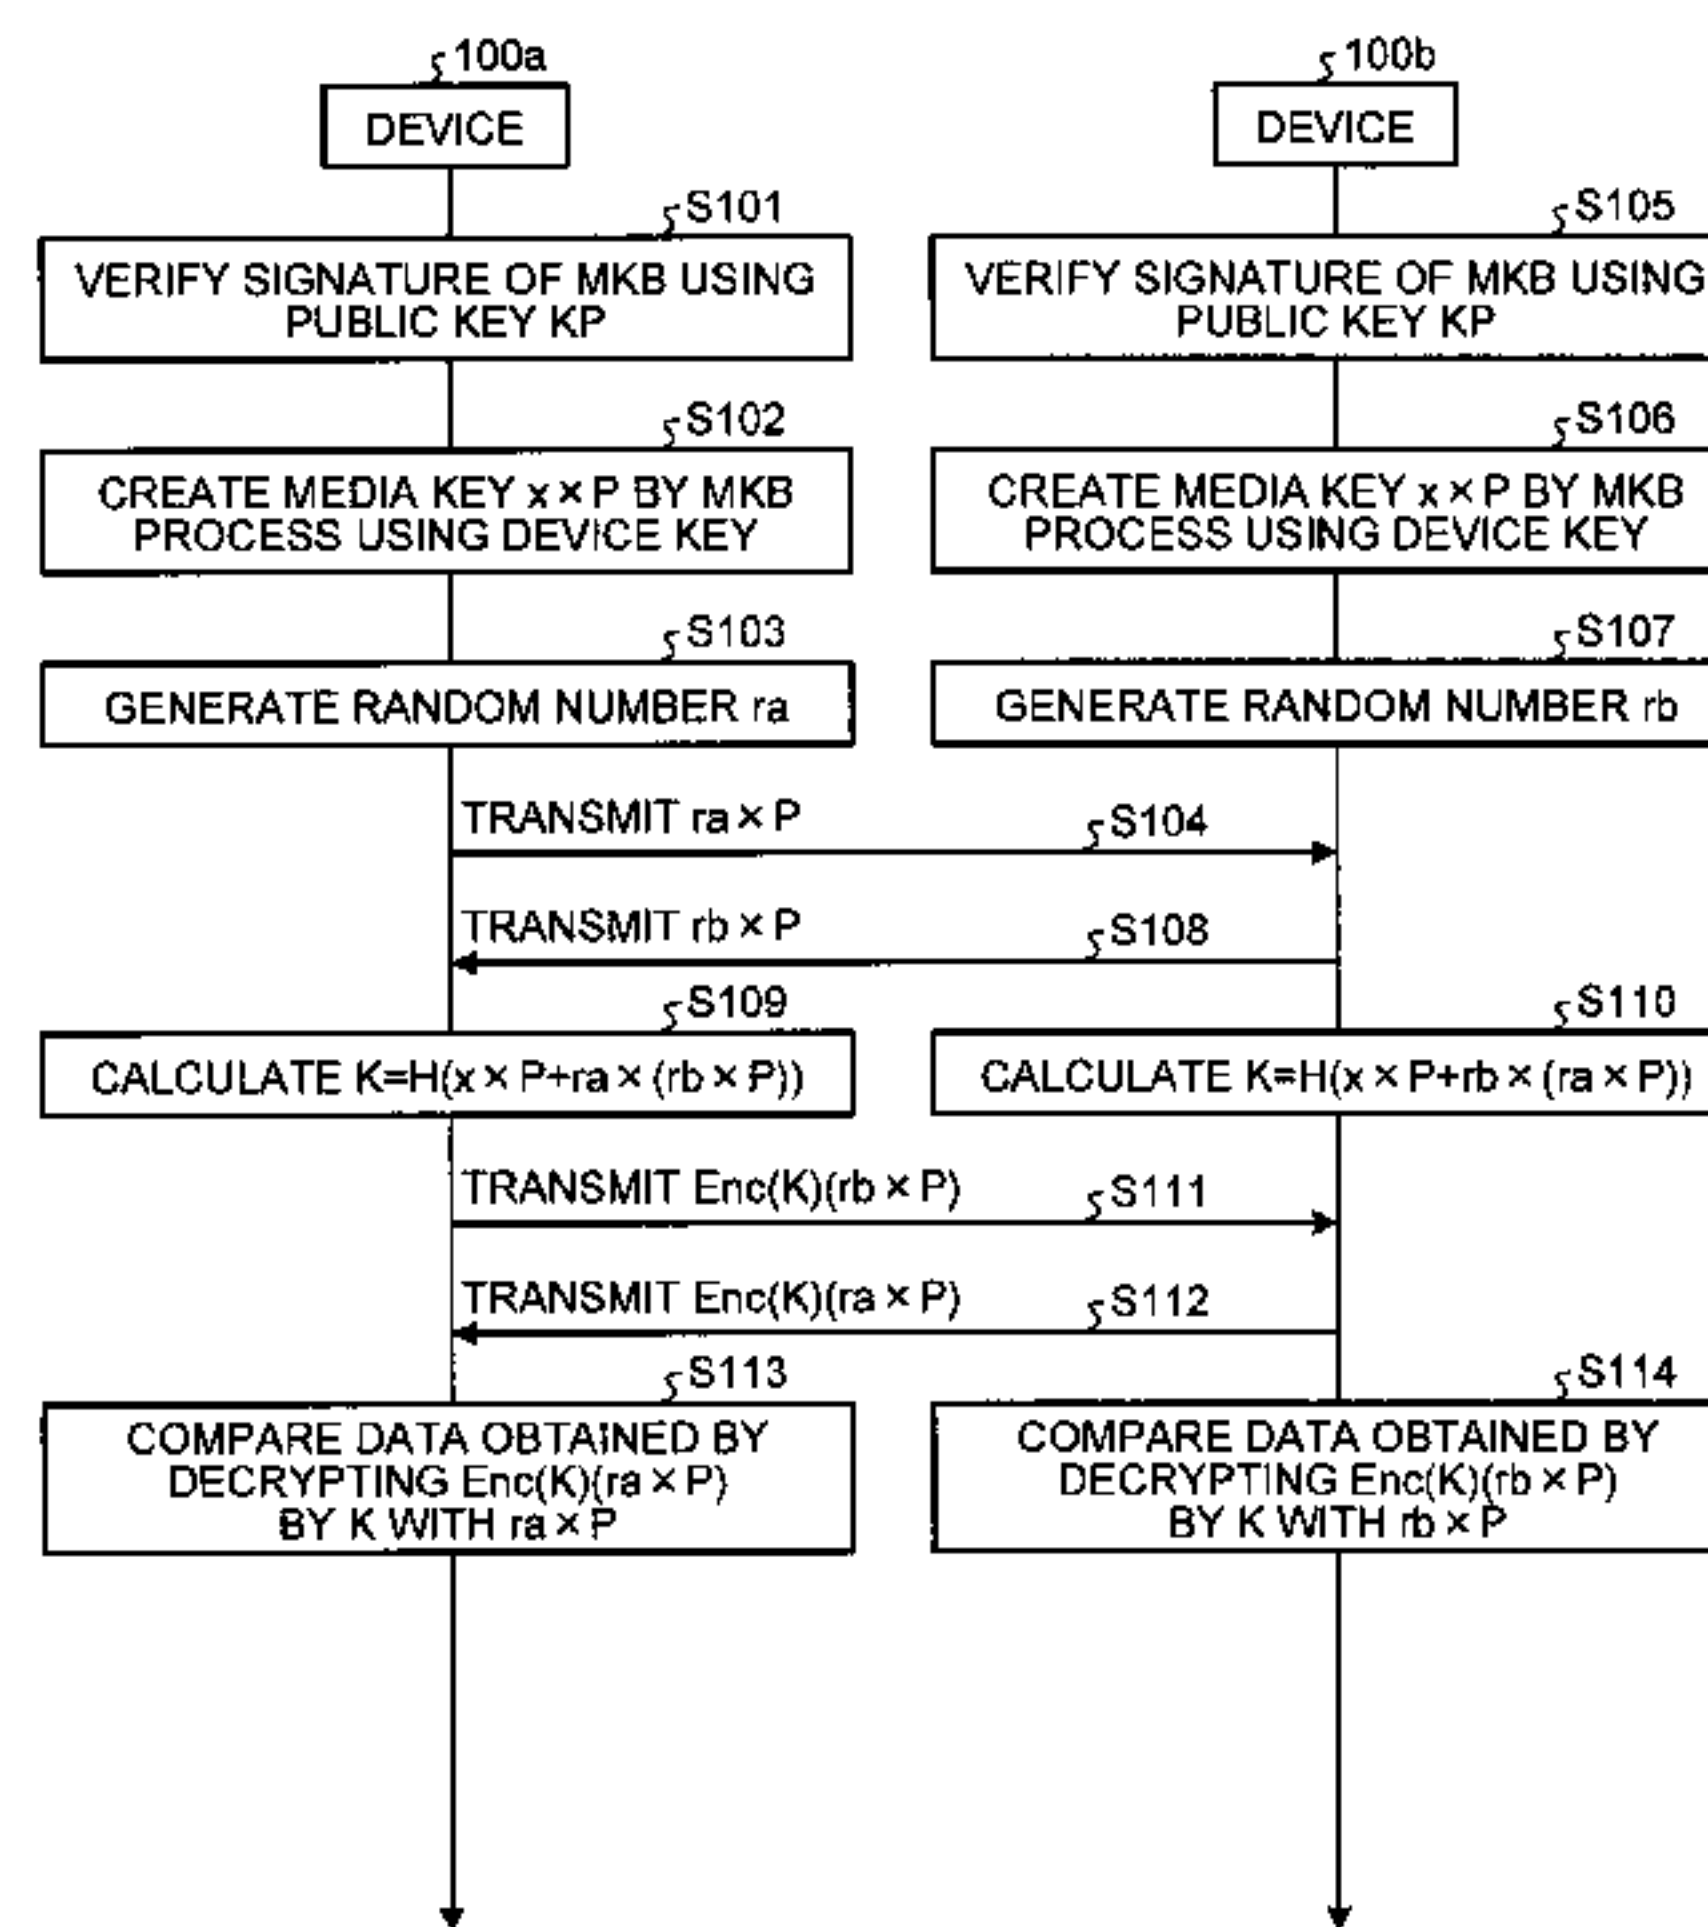 100a
100b
DEVICE
DEVICE
S101
S105
VERIFY SIGNATURE OF MKB USING
PUBLIC KEY KP
VERIFY SIGNATURE OF MKB USING
PUBLIC KEY KP
S102
S106
CREATE MEDIA KEY x × P BY MKB
PROCESS USING DEVICE KEY
CREATE MEDIA KEY x × P BY MKB
PROCESS USING DEVICE KEY
S103
S107
GENERATE RANDOM NUMBER ra
GENERATE RANDOM NUMBER rb
TRANSMIT ra × P
S104
TRANSMIT rb × P
S108
S109
S110
CALCULATE K=H(x × P+ra × (rb × P))
CALCULATE K=H(x × P+rb × (ra × P))
TRANSMIT Enc(K)(rb × P)
S111
TRANSMIT Enc(K)(ra × P)
S112
S113
S114
COMPARE DATA OBTAINED BY
DECRYPTING Enc(K)(ra × P)
BY K WITH ra × P
COMPARE DATA OBTAINED BY
DECRYPTING Enc(K)(rb × P)
BY K WITH rb × P